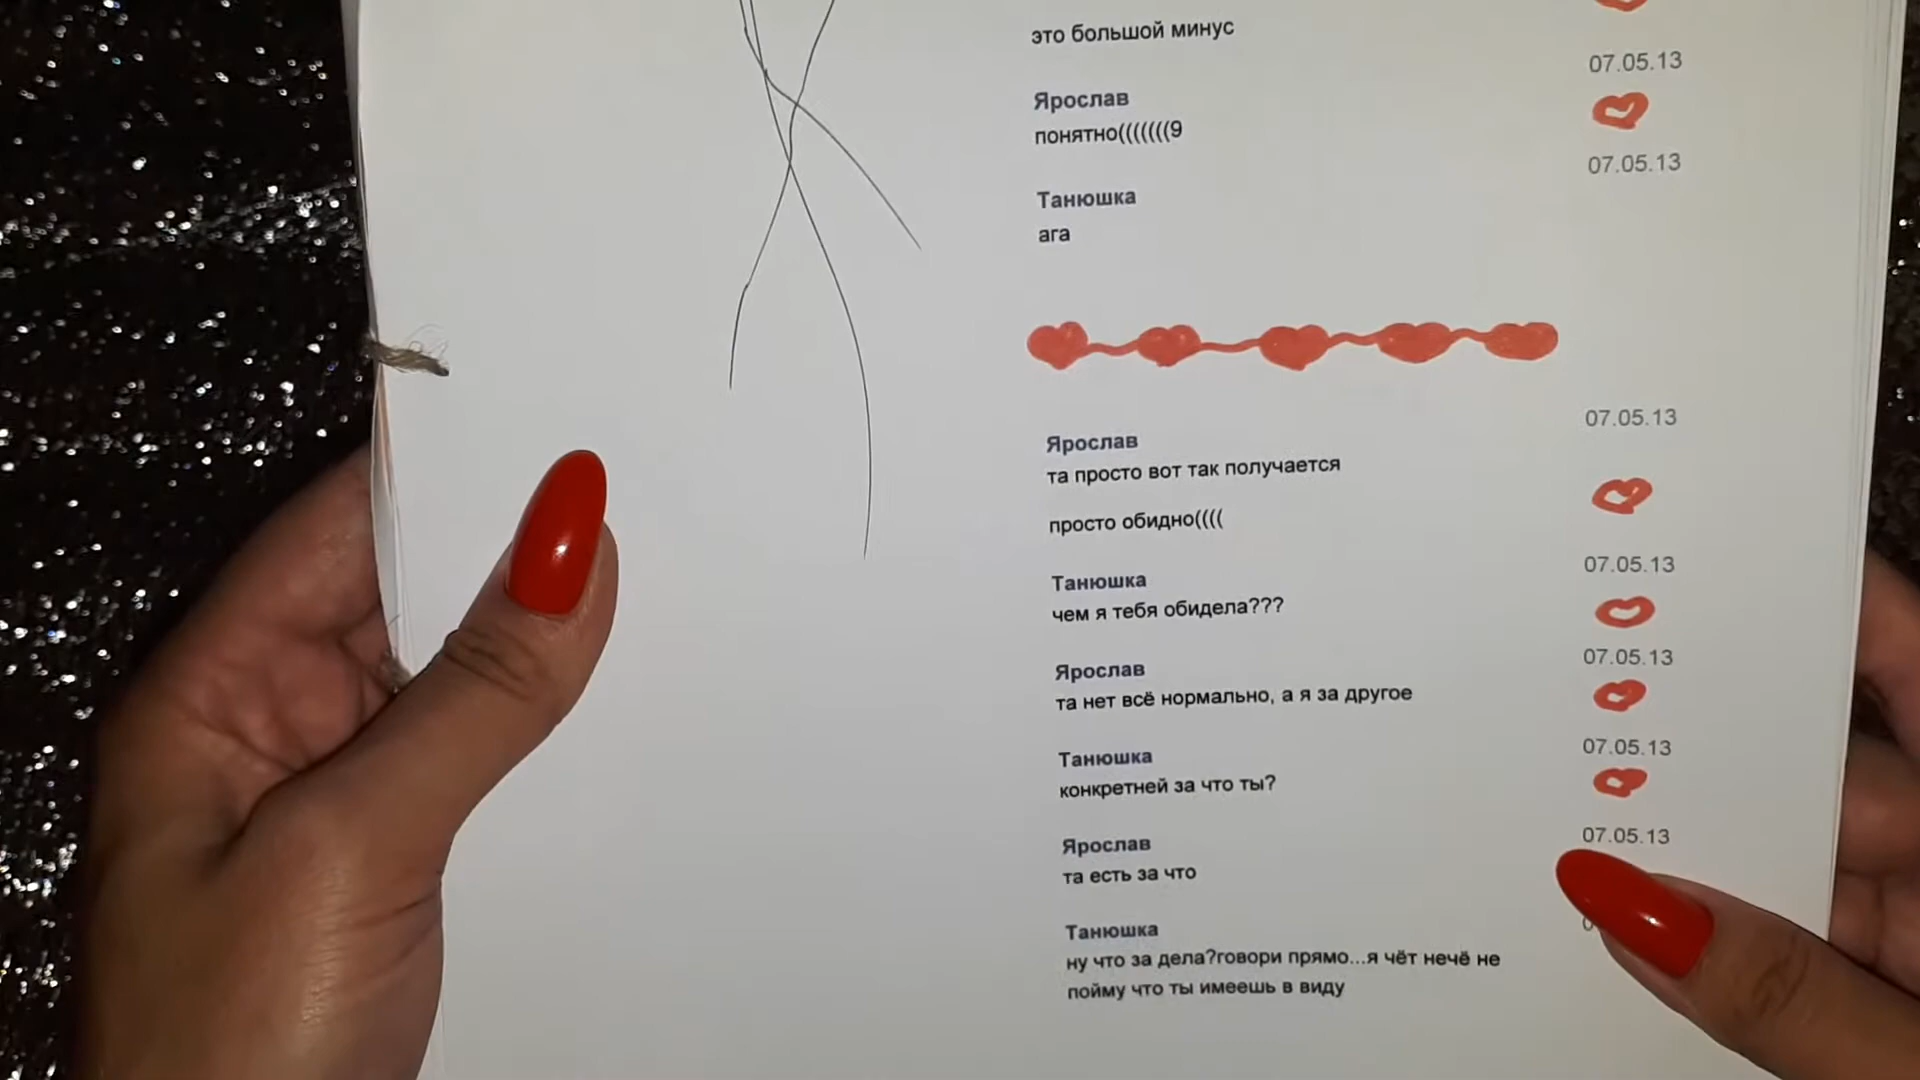 это большой минус
07.05.13
Ярослав
понятно(((((((9
07.05.13
Танюшка
ага
07.05.13
Ярослав
та просто вот так получается
просто обидно((((
07.05.13
Танюшка
чем я тебя обидела???
07.05.13
Ярослав
та нет всё нормально, а я за другое
07.05.13
Танюшка
конкретней за что ты?
07.05.13
Ярослав
та есть за что
Танюшка
ну что за дела?говори прямо...я чёт нечё не
пойму что ты имеешь в виду